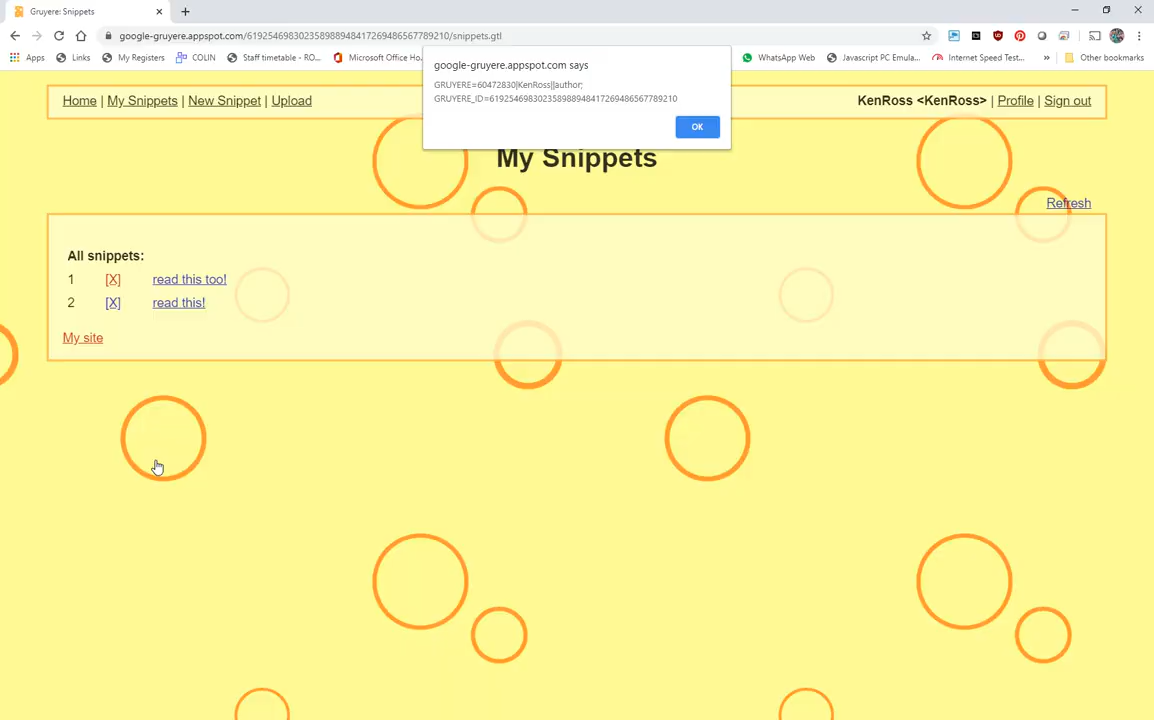 Gruyere: Snippets
google-gruyere.appspot.com/619254698302358988948417269486567789210/snippets.gtl
Apps Links My Registers COLIN Staff timetable - RO... Microsoft Office Ho... WhatsApp Web Javascript PC Emula... Internet Speed Test... » Other bookmarks
google-gruyere.appspot.com says
GRUYERE=60472830|KenRoss||author;
GRUYERE_ID=619254698302358988948417269486567789210
OK
Home | My Snippets | New Snippet | Upload
KenRoss <KenRoss> | Profile | Sign out
My Snippets
Refresh
All snippets:
1 [X] read this too!
2 [X] read this!
My site